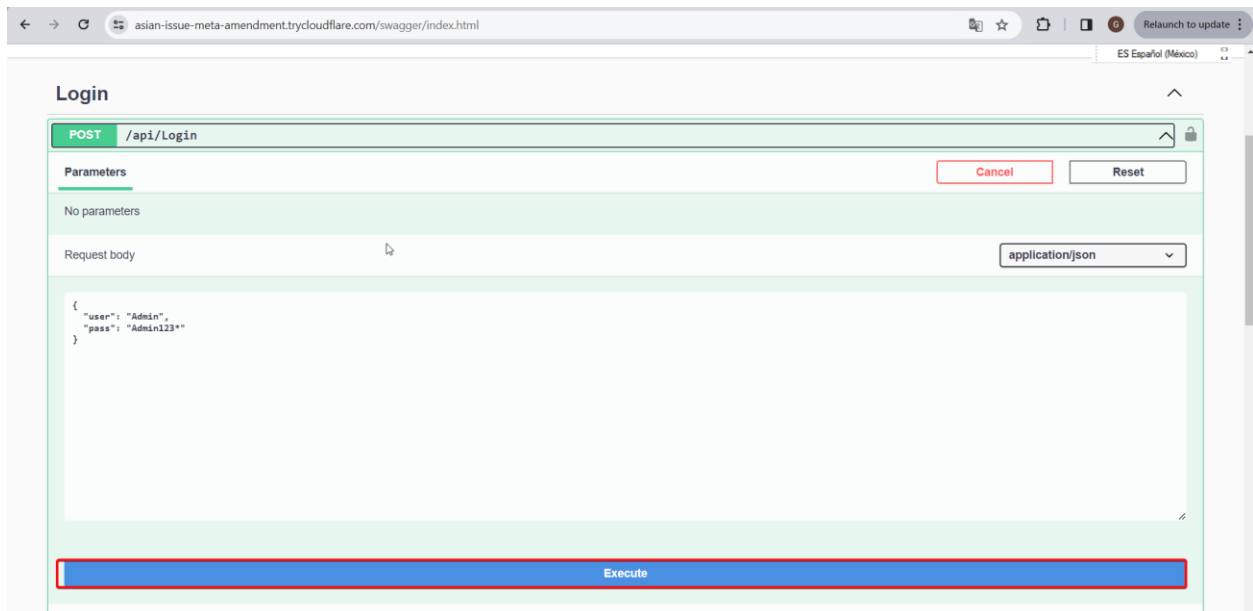 asian-issue-meta-amendment.trycloudflare.com/swagger/index.html
G
Relaunch to update
ES Español (México)
Login
POST /api/Login
Parameters
Cancel
Reset
No parameters
Request body
application/json
{
"user": "Admin",
"pass": "Admin123*"
}
Execute